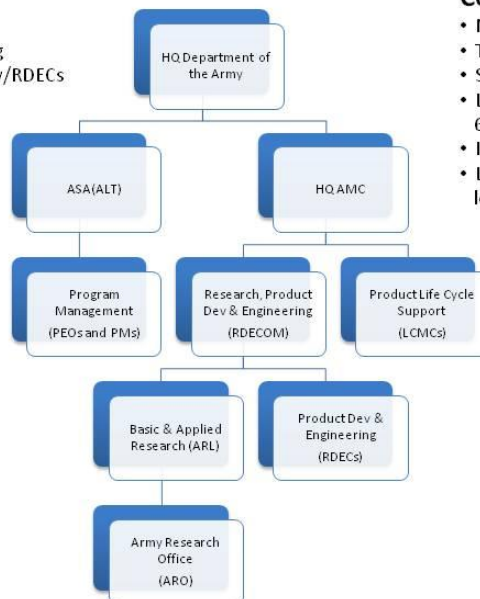 /RDECs
HQ Department of
the Army
ASA(ALT)
HQ AMC
Program
Management
(PEOs and PMs)
Research, Product
Dev & Engineering
(RDECOM)
Product Life Cycle
Support
(LCMCs)
Basic & Applied
Research (ARL)
Product Dev &
Engineering
(RDECs)
Army Research
Office
(ARO)